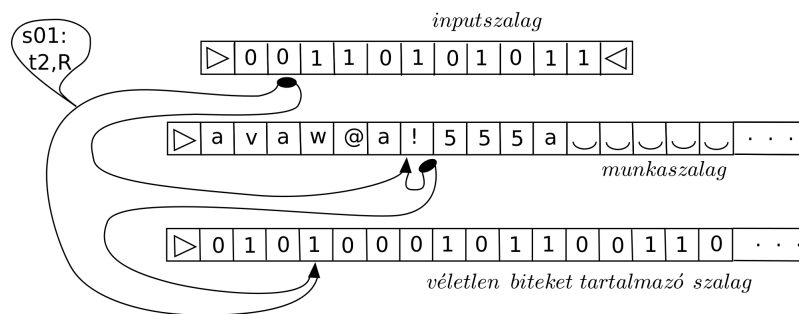 inputszalag
s01:
t2,R
▷ 0 0 1 1 0 1 0 1 0 1 1 ◁
▷ a v a w @ a ! 5 5 5 a ‿ ‿ ‿ ‿ ‿ · · ·
munkaszalag
▷ 0 1 0 1 0 0 0 1 0 1 1 0 0 1 1 0 · · ·
véletlen biteket tartalmazó szalag